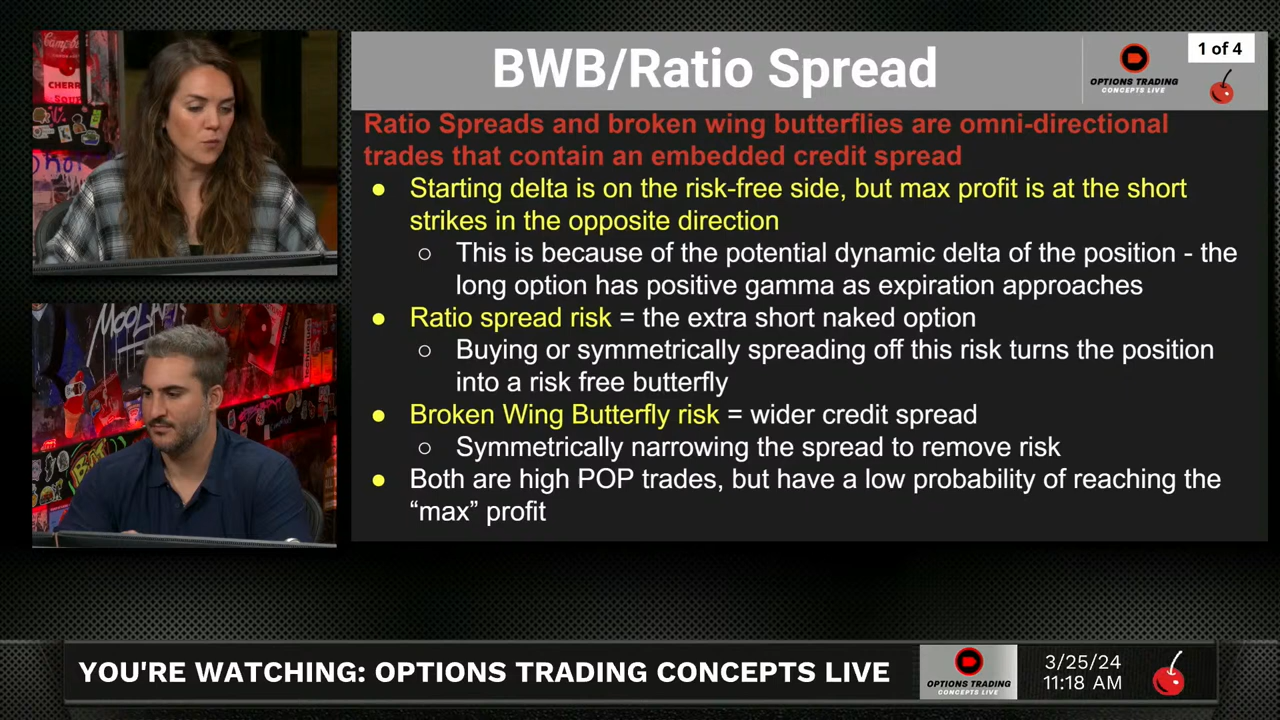 BWB/Ratio Spread
OPTIONS TRADING
CONCEPTS LIVE
1 of 4
Ratio Spreads and broken wing butterflies are omni-directional
trades that contain an embedded credit spread
● Starting delta is on the risk-free side, but max profit is at the short
strikes in the opposite direction
○ This is because of the potential dynamic delta of the position - the
long option has positive gamma as expiration approaches
● Ratio spread risk = the extra short naked option
○ Buying or symmetrically spreading off this risk turns the position
into a risk free butterfly
● Broken Wing Butterfly risk = wider credit spread
○ Symmetrically narrowing the spread to remove risk
● Both are high POP trades, but have a low probability of reaching the
“max” profit
Campbell's
CHERR
SOUP
YOU'RE WATCHING: OPTIONS TRADING CONCEPTS LIVE
OPTIONS TRADING
CONCEPTS LIVE
3/25/24
11:18 AM